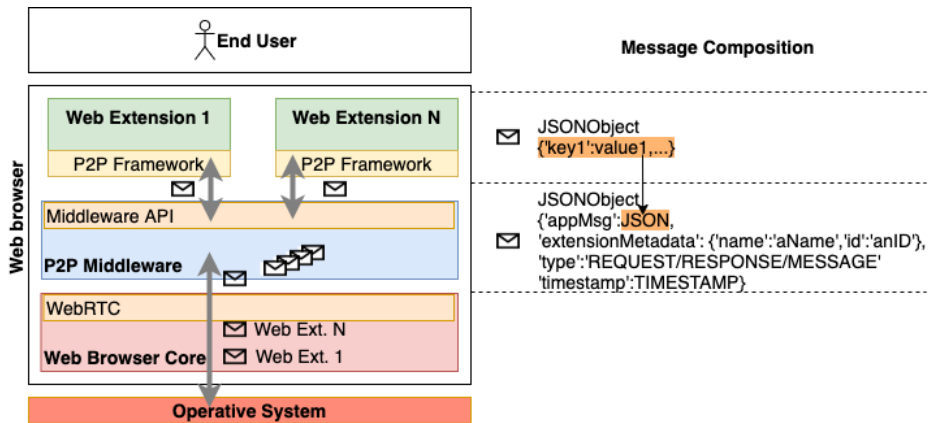 End User
Message Composition
Web browser
Web Extension 1
Web Extension N
P2P Framework
P2P Framework
Middleware API
P2P Middleware
WebRTC
Web Ext. N
Web Browser Core
Web Ext. 1
Operative System
JSONObject
{'key1':value1,...}
JSONObject
{'appMsg':JSON,
'extensionMetadata': {'name':'aName','id':'anID'},
'type':'REQUEST/RESPONSE/MESSAGE'
'timestamp':TIMESTAMP}